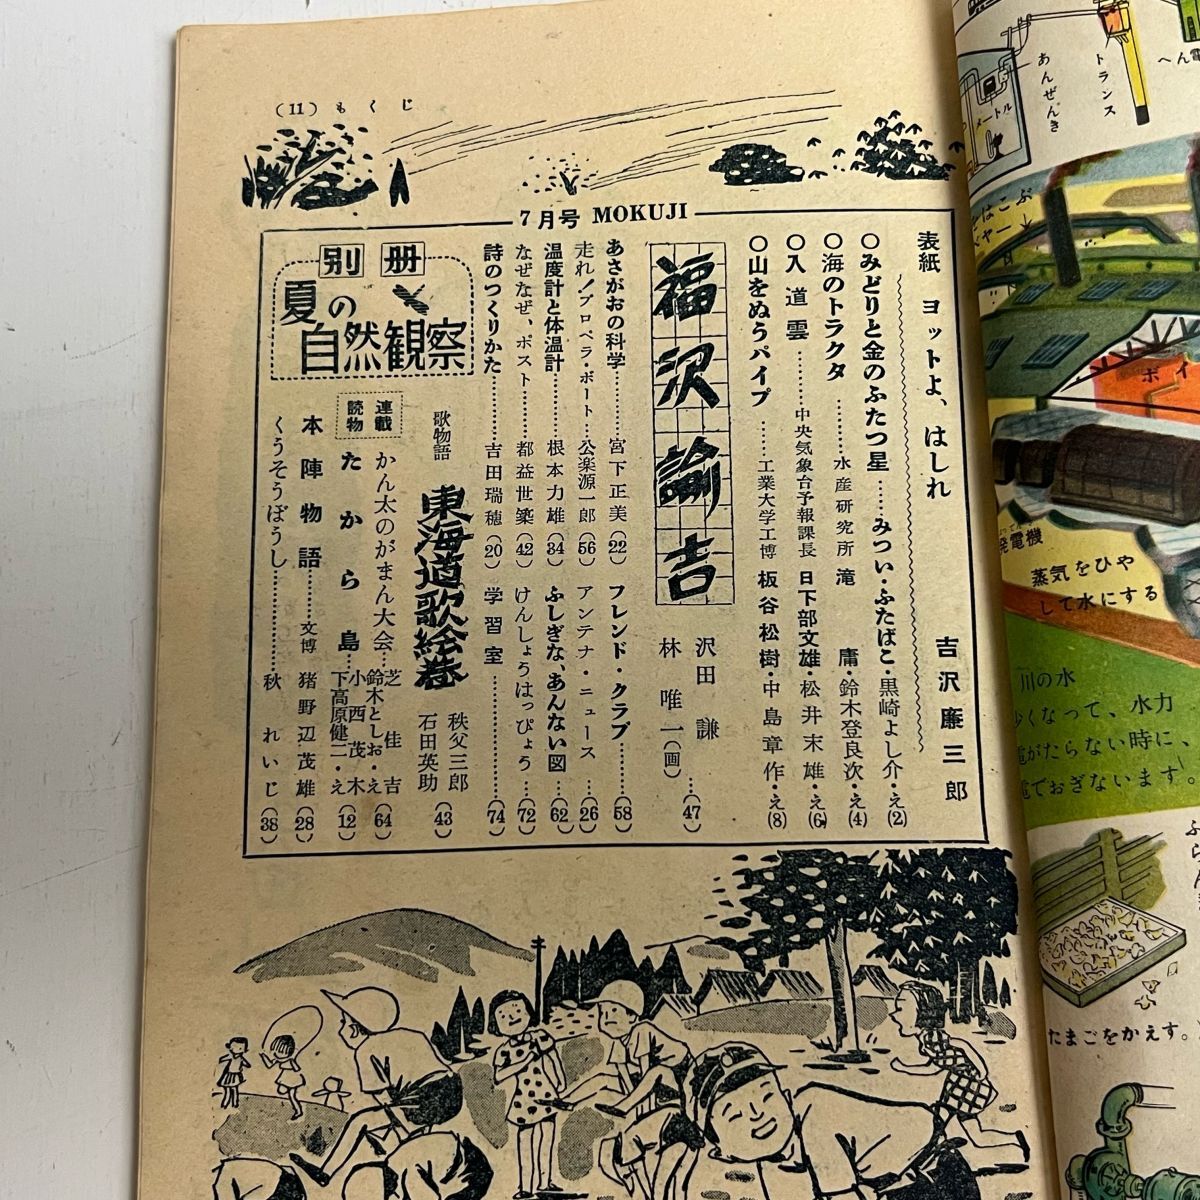 (11) もくじ
7月号 MOKUJI
表紙 ヨットよ、はしれ 吉沢廉三郎
○みどりと金のふたつ星……みつい・ふたばこ・黒崎よし介・え(2)
○海のトラクタ………水産研究所 滝庸・鈴木登良次・え(4)
○入道雲………中央気象台予報課長 日下部文雄・松井末雄・え(6)
○山をぬうパイプ……工業大学工博 板谷松樹・中島章作・え(8)
福沢諭吉
沢田謙
林唯一(画)
…(47)
あさがおの科学………宮下正美(22)
走れ!プロペラ・ボート…公楽源一郎(56)
温度計と体温計………根本力雄(34)
なぜなぜ、ポスト………都益世築(42)
詩のつくりかた…………吉田瑞穂(20)
フレンド・クラブ……(58)
アンテナ・ニュース…(26)
ふしぎな、あんない図…(62)
けんしょうはっぴょう…(72)
学習室………………(74)
歌物語 東海道歌絵巻
秩父三郎
石田英助
(43)
別冊
夏の
自然観察
連載
読物
かん太のがまん大会…芝佳吉
鈴木としお・え(64)
たから島…小西茂木
下高原健二・え(12)
本陣物語………文博 猪野辺茂雄(28)
くうそうぼうし………秋れいじ(38)
へん電
トランス
あんぜんき
メートル
はこぶ
ヤー
ボイ
発電機
蒸気をひや
して水にする
川の水
少くなって、水力
電がたらない時に、
電でおぎないます。
たまごをかえす。